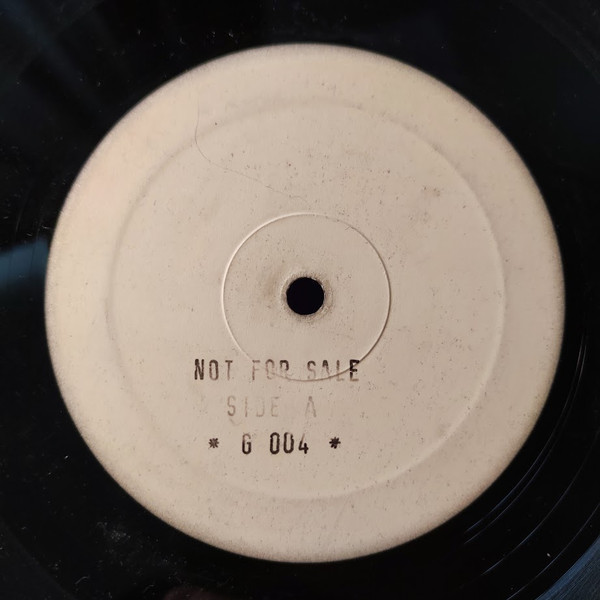 NOT FOR SALE
SIDE A
* G 004 *